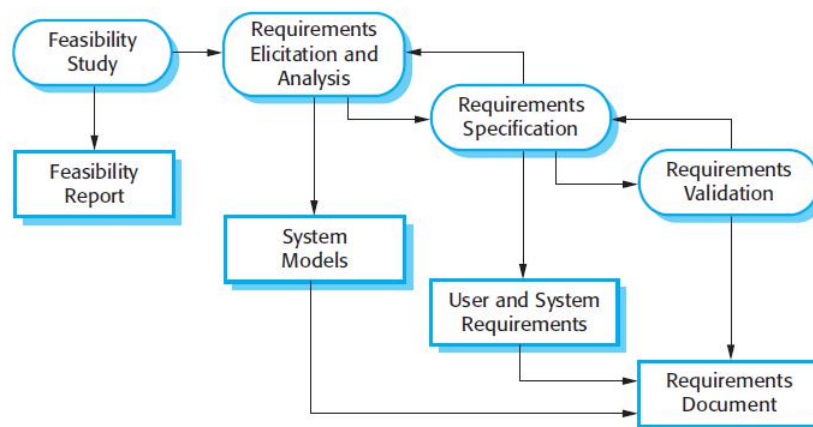 Feasibility
Study
Requirements
Elicitation and
Analysis
Requirements
Specification
Feasibility
Report
Requirements
Validation
System
Models
User and System
Requirements
Requirements
Document